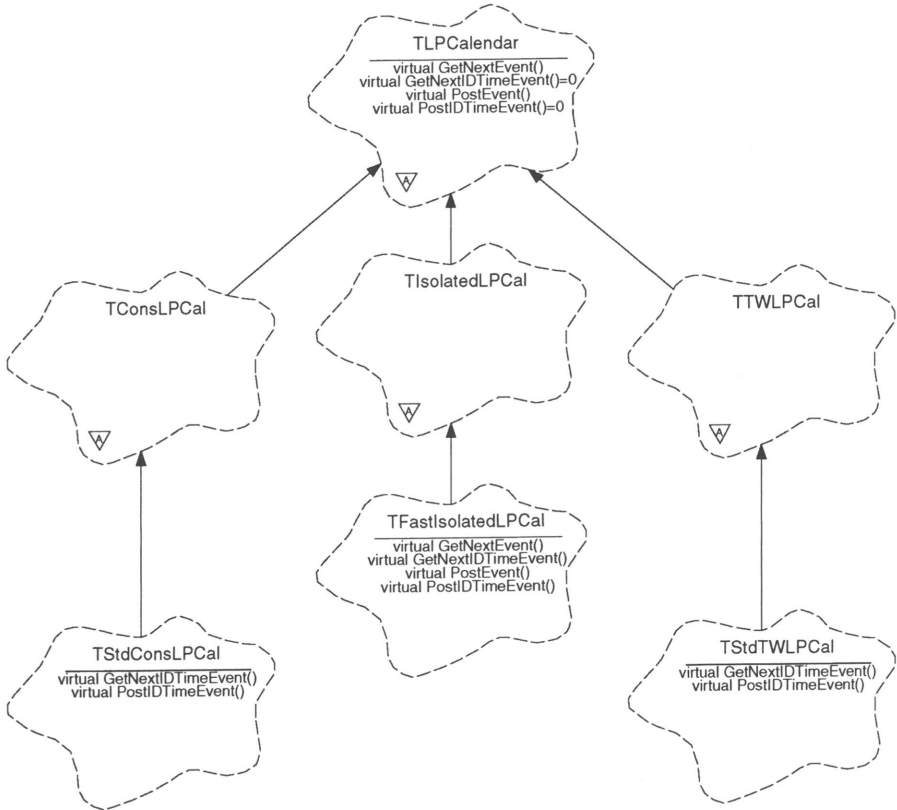 TLPCalendar
virtual GetNextEvent()
virtual GetNextIDTimeEvent()=0
virtual PostEvent()
virtual PostIDTimeEvent()=0
A
TConsLPCal
A
TIsolatedLPCal
A
TTWLPCal
A
TFastIsolatedLPCal
virtual GetNextEvent()
virtual GetNextIDTimeEvent()
virtual PostEvent()
virtual PostIDTimeEvent()
TStdConsLPCal
virtual GetNextIDTimeEvent()
virtual PostIDTimeEvent()
TStdTWLPCal
virtual GetNextIDTimeEvent()
virtual PostIDTimeEvent()